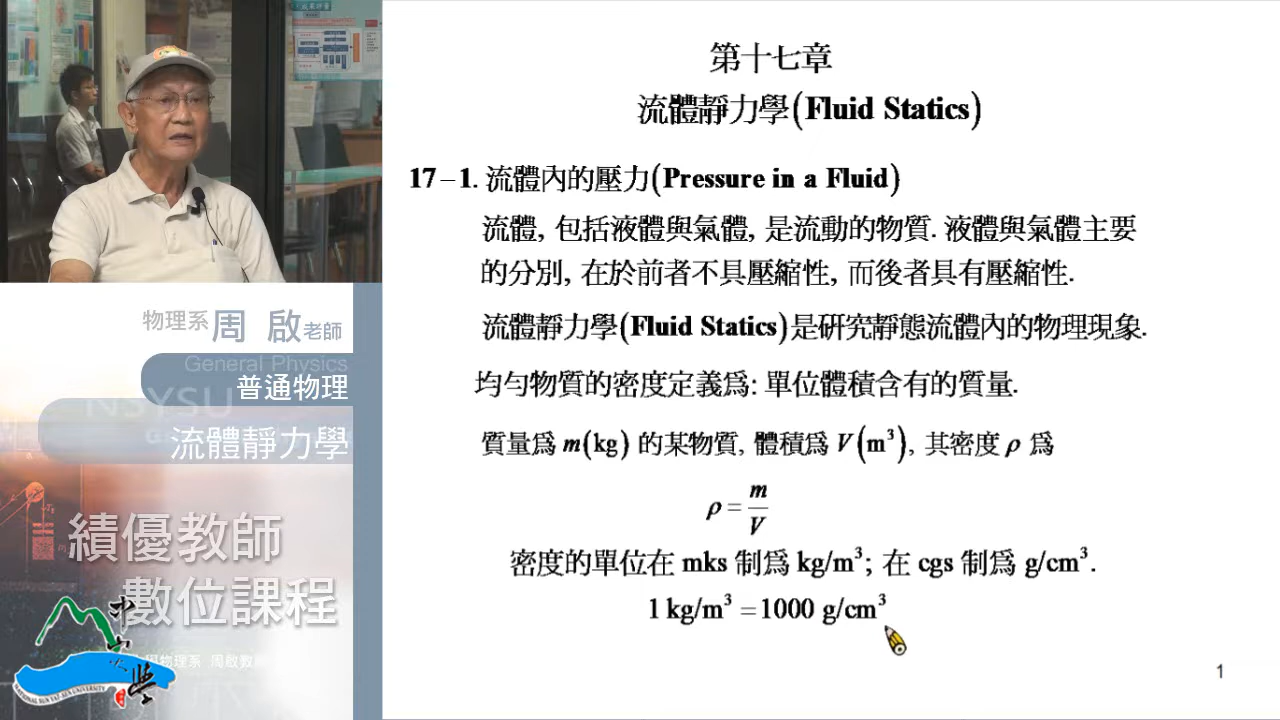 第十七章
流體靜力學(Fluid Statics)
17-1. 流體內的壓力(Pressure in a Fluid)
流體, 包括液體與氣體, 是流動的物質. 液體與氣體主要
的分別, 在於前者不具壓縮性, 而後者具有壓縮性.
流體靜力學(Fluid Statics)是研究靜態流體內的物理現象.
均勻物質的密度定義爲: 單位體積含有的質量.
質量爲 m(kg) 的某物質, 體積爲 V(m³), 其密度 ρ 爲
ρ = m/V
密度的單位在 mks 制爲 kg/m³; 在 cgs 制爲 g/cm³.
1 kg/m³ = 1000 g/cm³
1
物理系 周 啟 老師
General Physics
普通物理
NSYSU
流體靜力學
績優教師
數位課程
NATIONAL SUN YAT-SEN UNIVERSITY